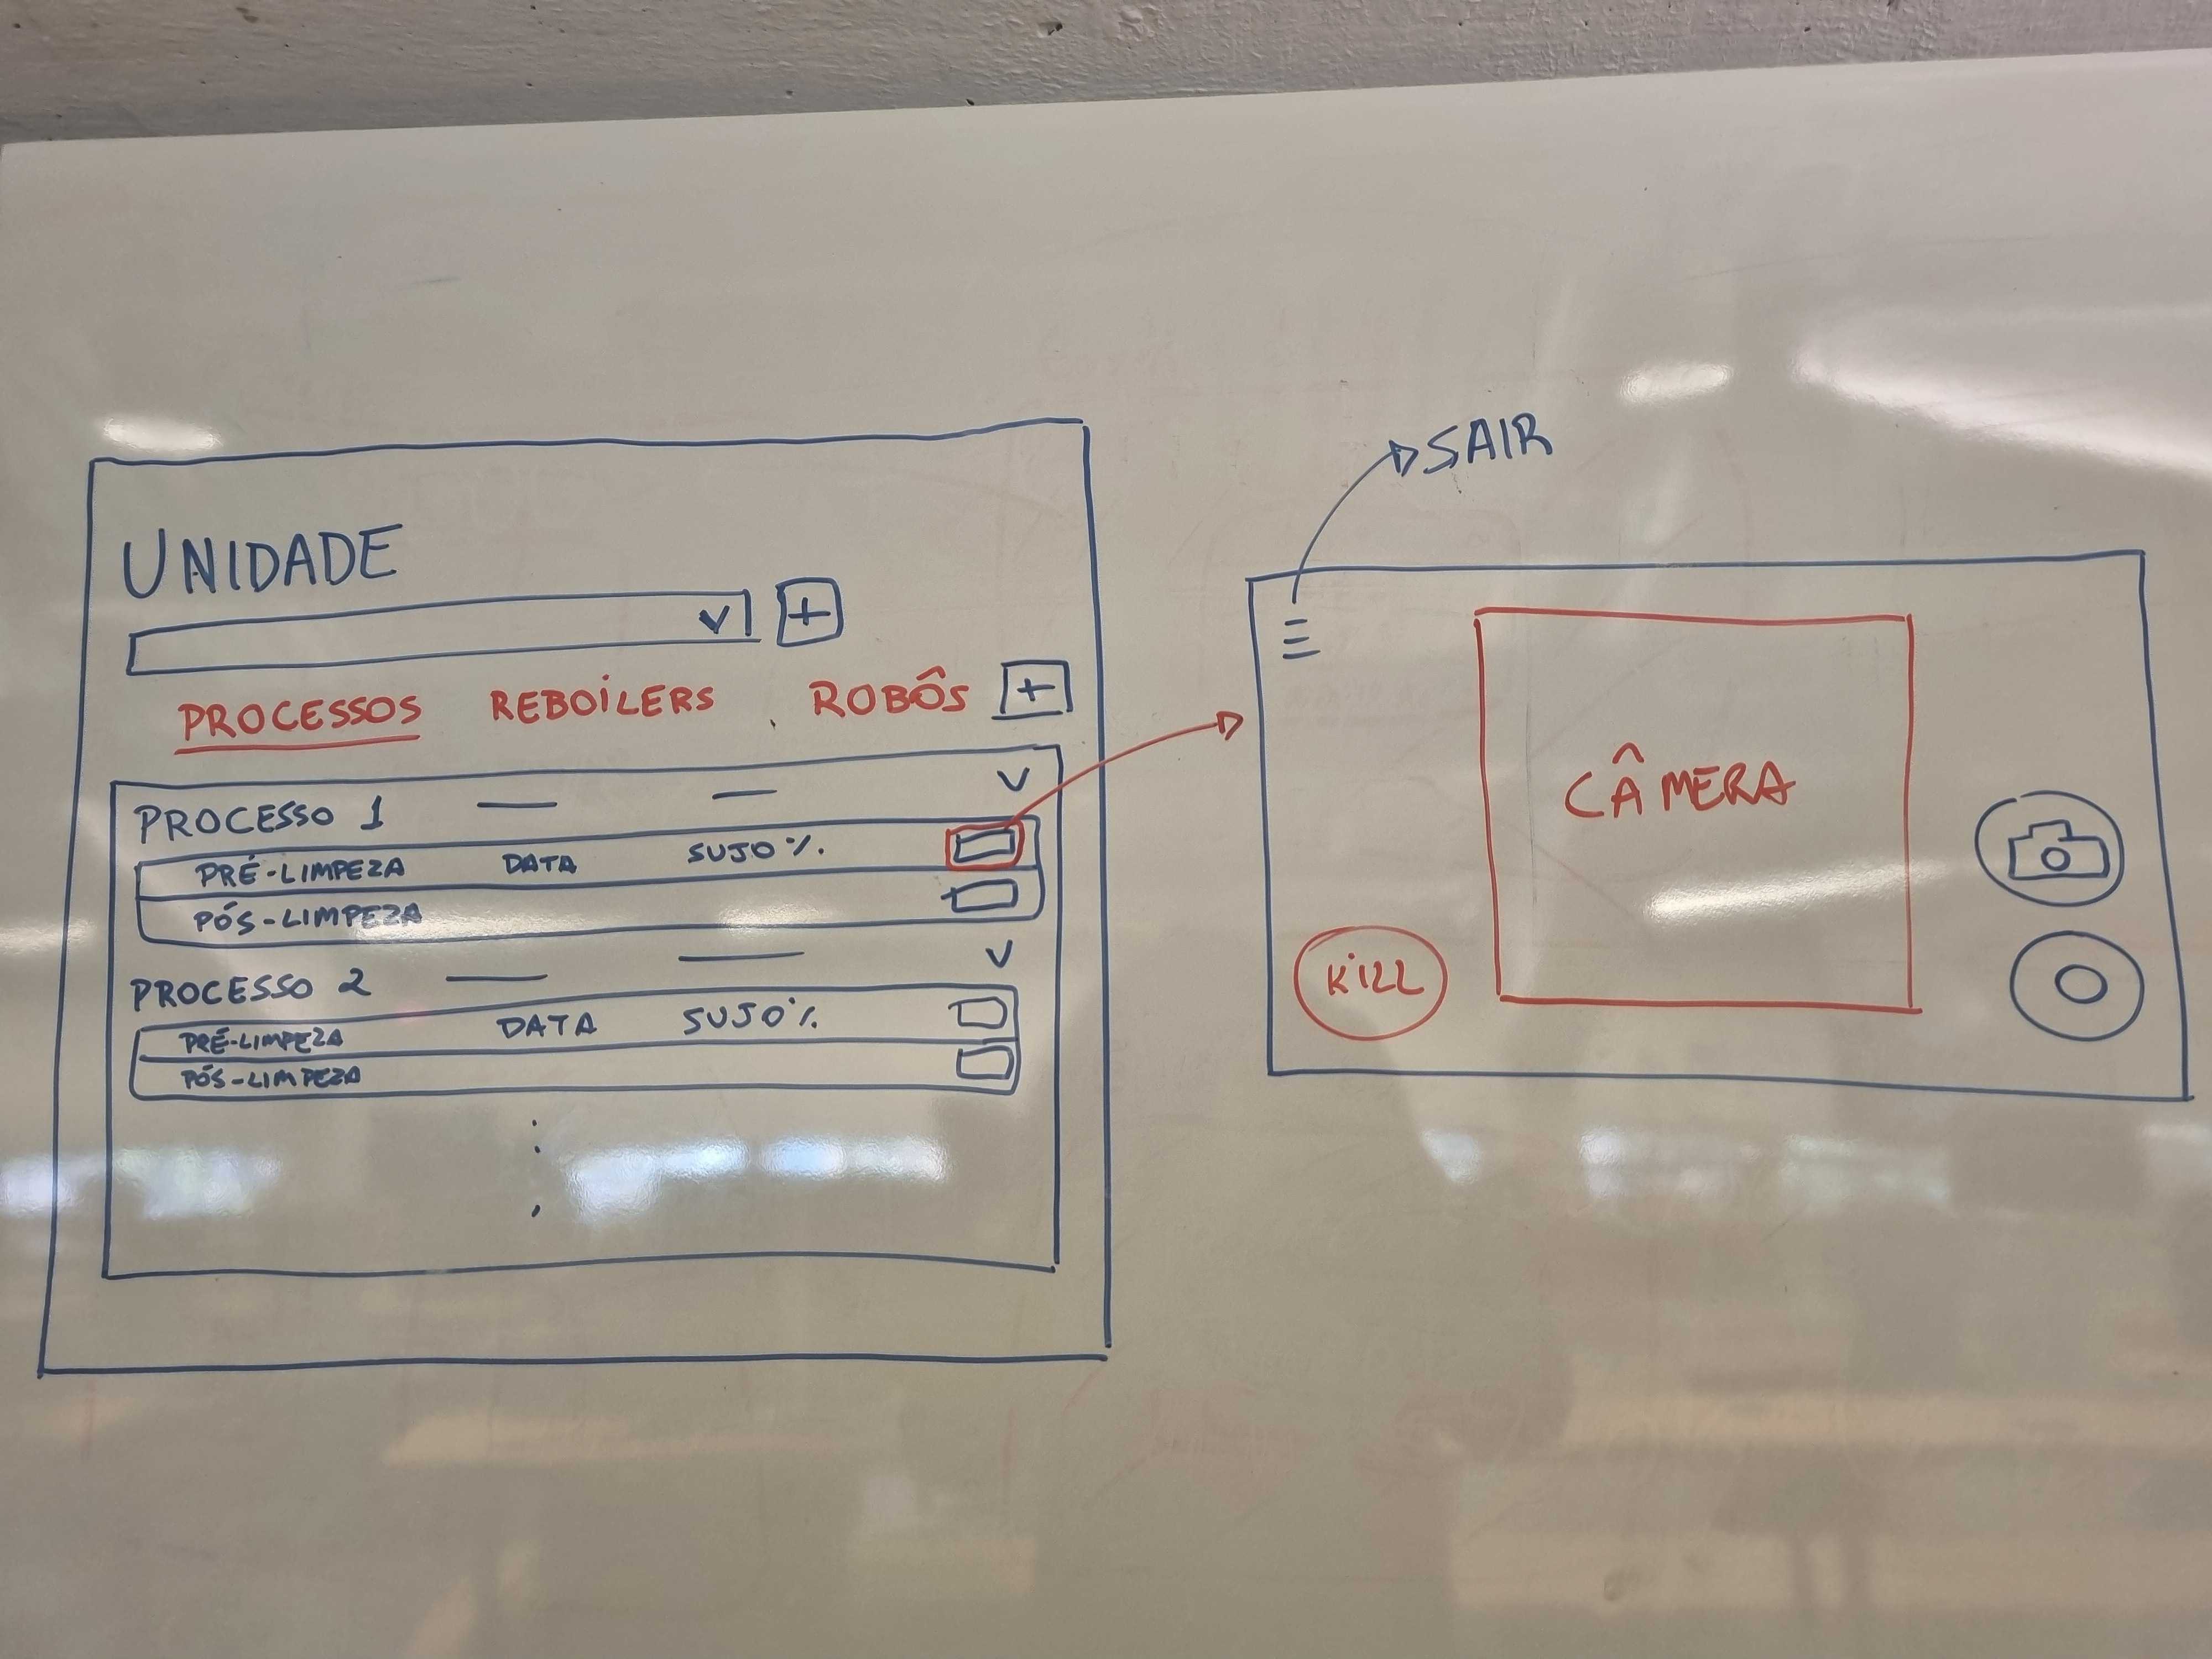 UNIDADE
+
PROCESSOS REBOILERS ROBÔS +
PROCESSO 1
PRÉ-LIMPEZA DATA SUJO %
PÓS-LIMPEZA
PROCESSO 2
PRÉ-LIMPEZA DATA SUJO %
PÓS-LIMPEZA
SAIR
CÂMERA
KILL